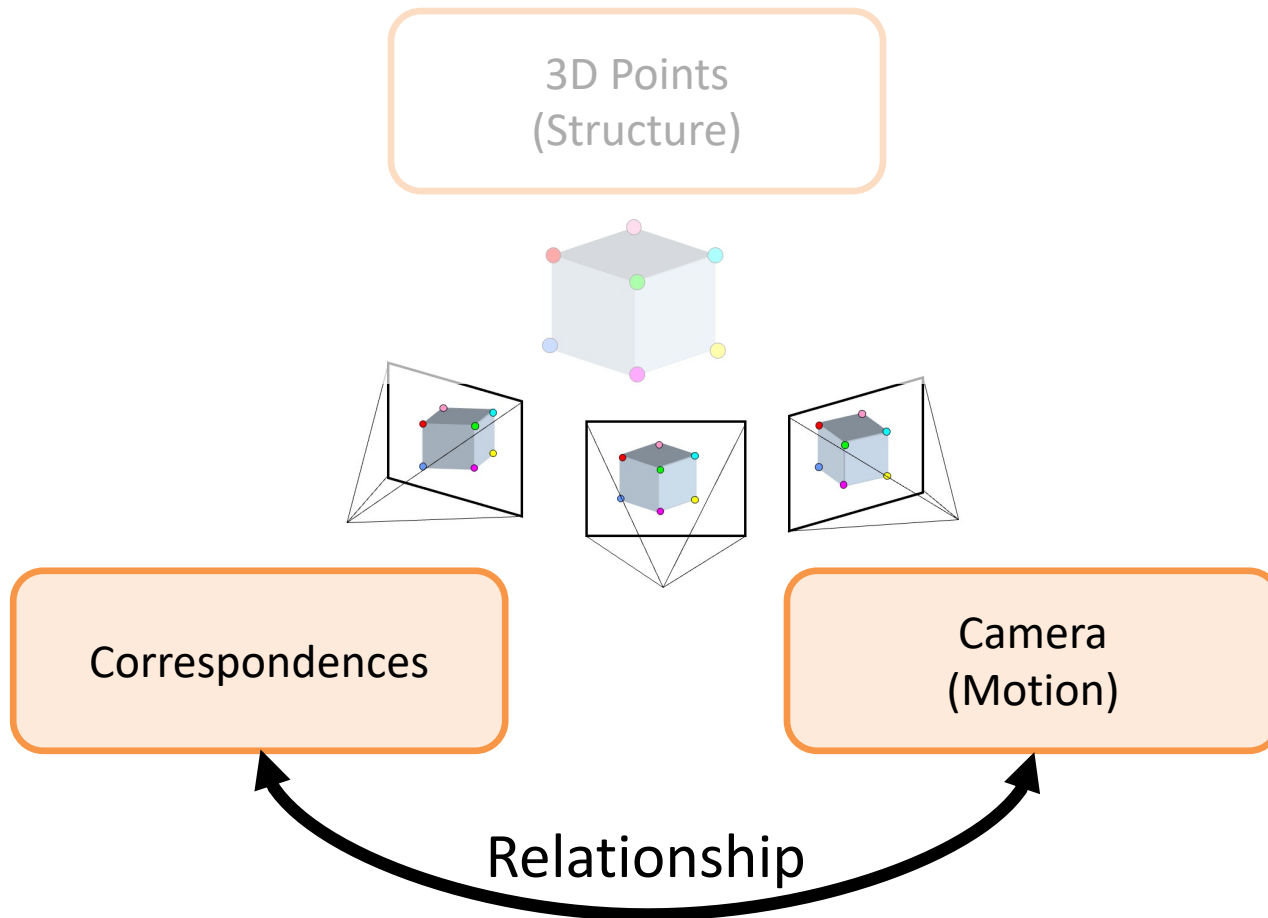 3D Points
(Structure)
Correspondences
Camera
(Motion)
Relationship